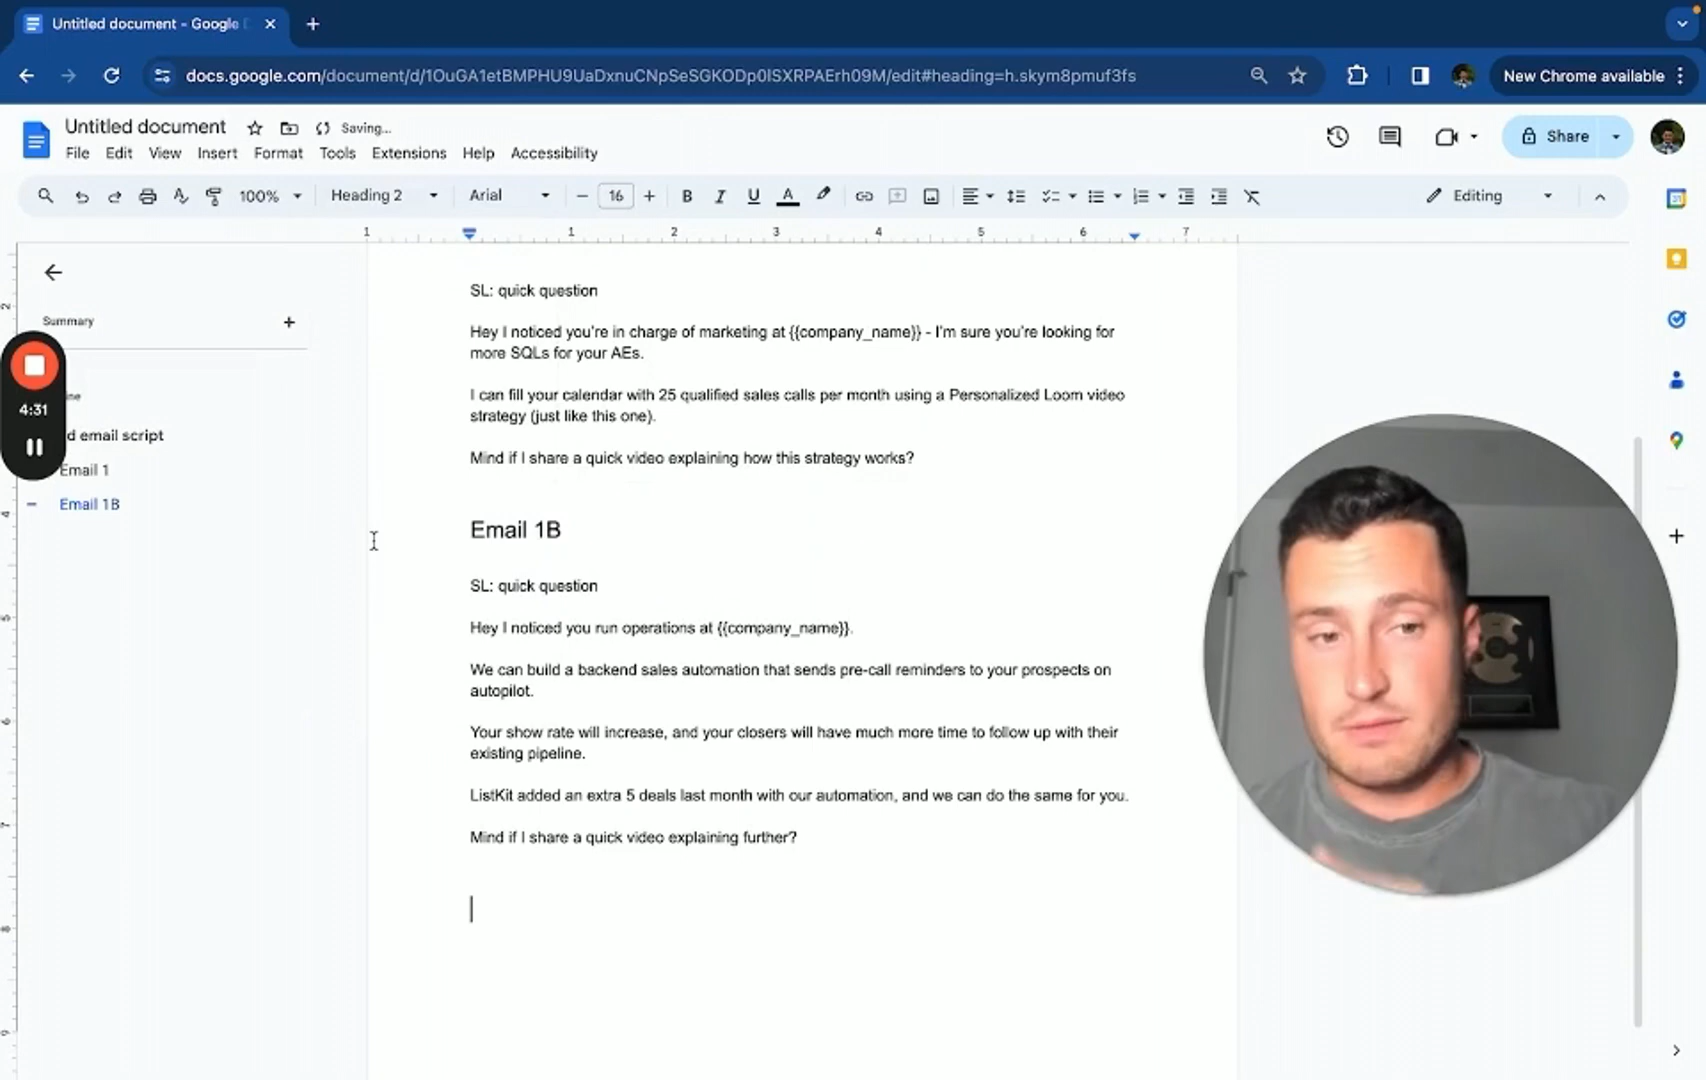 Untitled document - Google
docs.google.com/document/d/1OuGA1etBMPHU9UaDxnuCNpSeSGKODp0ISXRPAErh09M/edit#heading=h.skym8pmuf3fs
New Chrome available
Untitled document
Saving...
File Edit View Insert Format Tools Extensions Help Accessibility
Share
100% Heading 2 Arial 16 B I U A Editing
1 1 2 3 4 5 6 7
Summary
4:31
d email script
Email 1
Email 1B
SL: quick question
Hey I noticed you're in charge of marketing at {{company_name}} - I'm sure you're looking for
more SQLs for your AEs.
I can fill your calendar with 25 qualified sales calls per month using a Personalized Loom video
strategy (just like this one).
Mind if I share a quick video explaining how this strategy works?
Email 1B
SL: quick question
Hey I noticed you run operations at {{company_name}}.
We can build a backend sales automation that sends pre-call reminders to your prospects on
autopilot.
Your show rate will increase, and your closers will have much more time to follow up with their
existing pipeline.
ListKit added an extra 5 deals last month with our automation, and we can do the same for you.
Mind if I share a quick video explaining further?